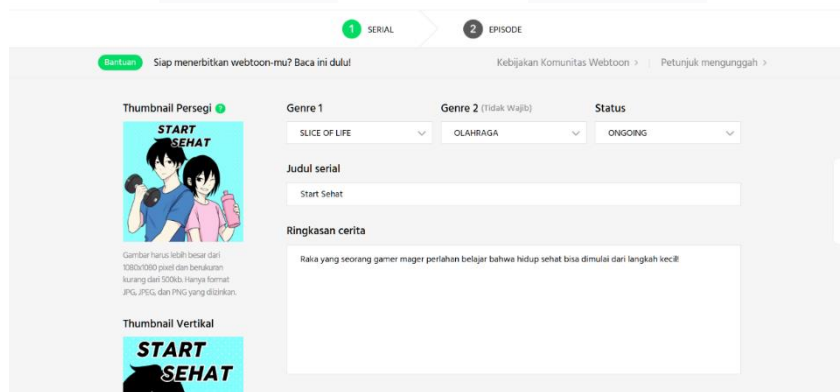 1 SERIAL
2 EPISODE
Bantuan Siap menerbitkan webtoon-mu? Baca ini dulu! Kebijakan Komunitas Webtoon > | Petunjuk mengunggah >
Thumbnail Persegi ?
START
SEHAT
Gambar harus lebih besar dari
1080x1080 pixel dan berukuran
kurang dari 500kb. Hanya format
JPG, JPEG, dan PNG yang diizinkan.
Thumbnail Vertikal
START
SEHAT
Genre 1
SLICE OF LIFE
Genre 2 (Tidak Wajib)
OLAHRAGA
Status
ONGOING
Judul serial
Start Sehat
Ringkasan cerita
Raka yang seorang gamer mager perlahan belajar bahwa hidup sehat bisa dimulai dari langkah kecil!